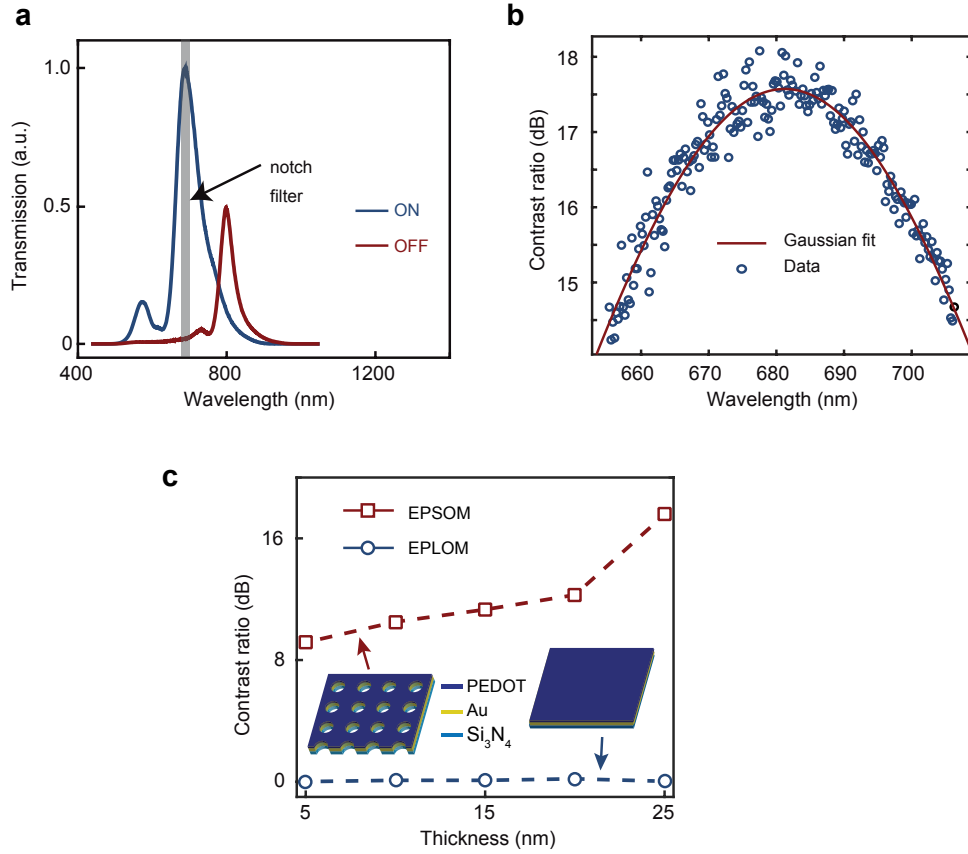 a
1.0
0.5
0
Transmission (a.u.)
notch
filter
ON
OFF
400
800
1200
Wavelength (nm)
b
18
17
16
15
Contrast ratio (dB)
Gaussian fit
Data
660
670
680
690
700
Wavelength (nm)
c
16
8
0
Contrast ratio (dB)
EPSOM
EPLOM
PEDOT
Au
Si₃N₄
5
15
25
Thickness (nm)